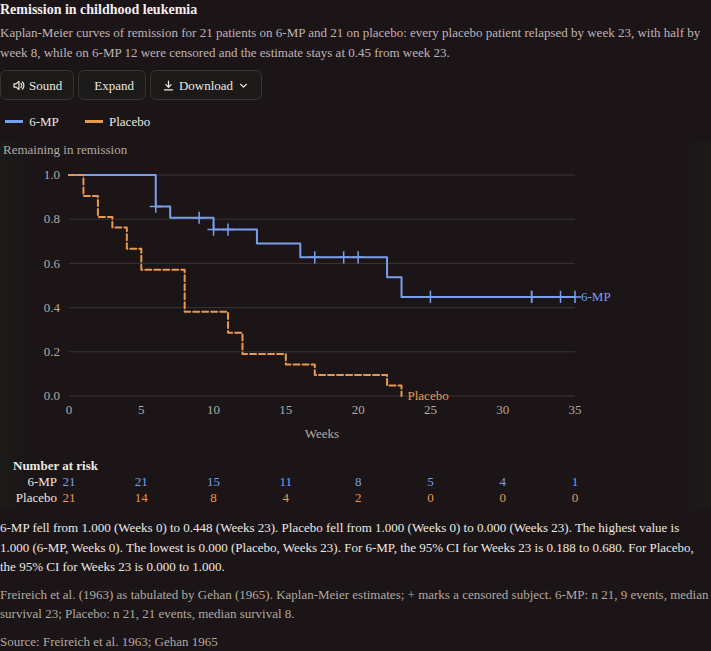 Remission in childhood leukemia
Kaplan-Meier curves of remission for 21 patients on 6-MP and 21 on placebo: every placebo patient relapsed by week 23, with half by
week 8, while on 6-MP 12 were censored and the estimate stays at 0.45 from week 23.
Sound Expand Download
6-MP Placebo
Remaining in remission
1.0
0.8
0.6
0.4
0.2
0.0
6-MP
Placebo
0 5 10 15 20 25 30 35
Weeks
Number at risk
6-MP 21 21 15 11 8 5 4 1
Placebo 21 14 8 4 2 0 0 0
6-MP fell from 1.000 (Weeks 0) to 0.448 (Weeks 23). Placebo fell from 1.000 (Weeks 0) to 0.000 (Weeks 23). The highest value is
1.000 (6-MP, Weeks 0). The lowest is 0.000 (Placebo, Weeks 23). For 6-MP, the 95% CI for Weeks 23 is 0.188 to 0.680. For Placebo,
the 95% CI for Weeks 23 is 0.000 to 1.000.
Freireich et al. (1963) as tabulated by Gehan (1965). Kaplan-Meier estimates; + marks a censored subject. 6-MP: n 21, 9 events, median
survival 23; Placebo: n 21, 21 events, median survival 8.
Source: Freireich et al. 1963; Gehan 1965